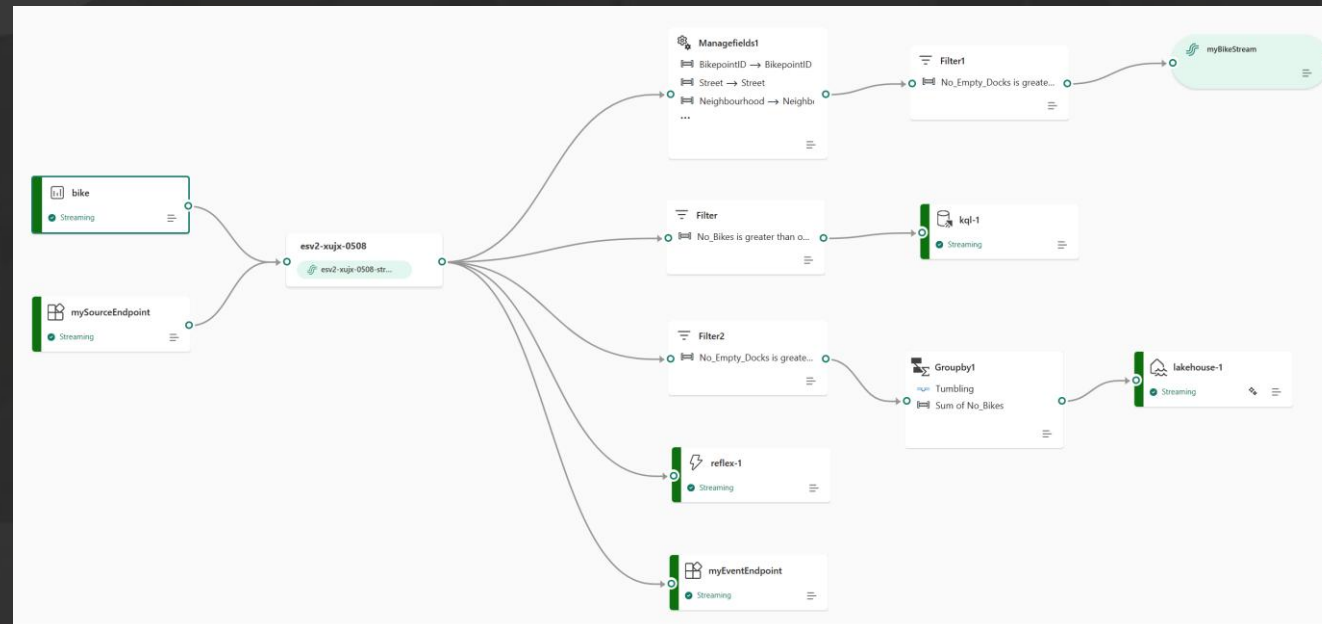 bike
Streaming
mySourceEndpoint
Streaming
esv2-xujx-0508
esv2-xujx-0508-str...
Managefields1
BikepointID → BikepointID
Street → Street
Neighbourhood → Neighb
...
Filter1
No_Empty_Docks is greate...
myBikeStream
Filter
No_Bikes is greater than o...
kql-1
Streaming
Filter2
No_Empty_Docks is greate...
Groupby1
Tumbling
Sum of No_Bikes
lakehouse-1
Streaming
reflex-1
Streaming
myEventEndpoint
Streaming